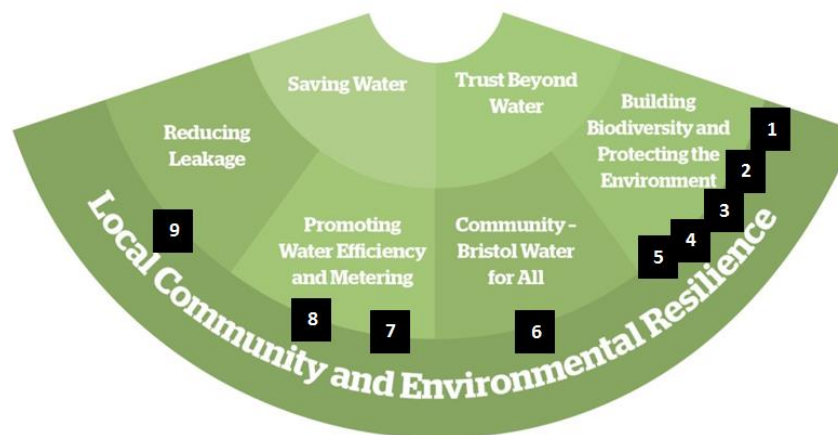 Saving Water
Trust Beyond
Water
Reducing
Leakage
Building
Biodiversity and
Protecting the
Environment
Promoting
Water Efficiency
and Metering
Community –
Bristol Water
for All
1
2
3
4
5
6
7
8
9
Local Community and Environmental Resilience